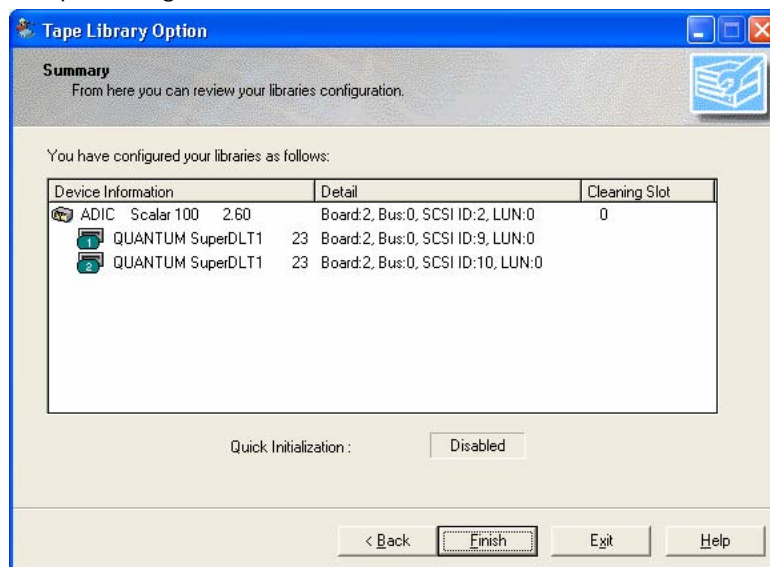 Tape Library Option
Summary
From here you can review your libraries configuration.
You have configured your libraries as follows:
Device Information Detail Cleaning Slot
ADIC Scalar 100 2.60 Board:2, Bus:0, SCSI ID:2, LUN:0 0
1 QUANTUM SuperDLT1 23 Board:2, Bus:0, SCSI ID:9, LUN:0
2 QUANTUM SuperDLT1 23 Board:2, Bus:0, SCSI ID:10, LUN:0
Quick Initialization : Disabled
< Back Finish Exit Help